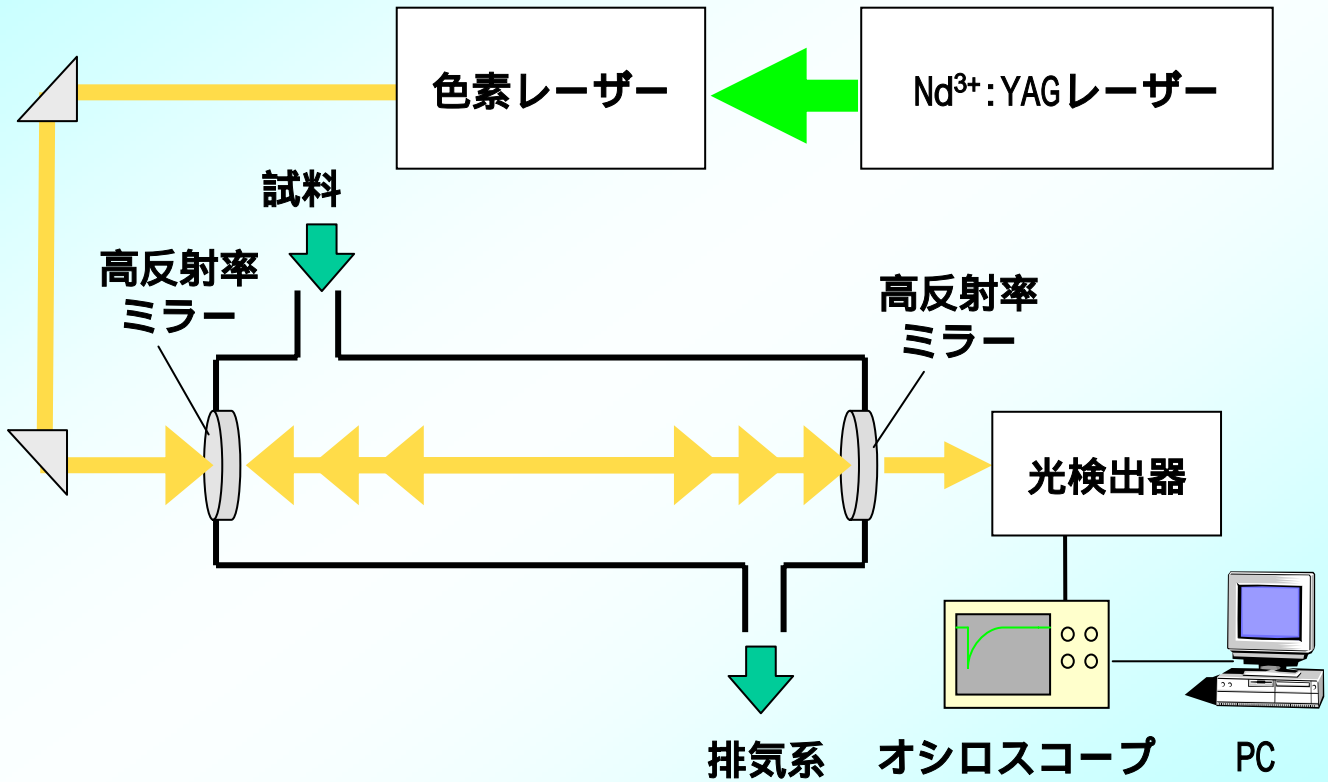 色素レーザー
Nd³⁺:YAGレーザー
試料
高反射率
ミラー
高反射率
ミラー
光検出器
排気系
オシロスコープ
PC